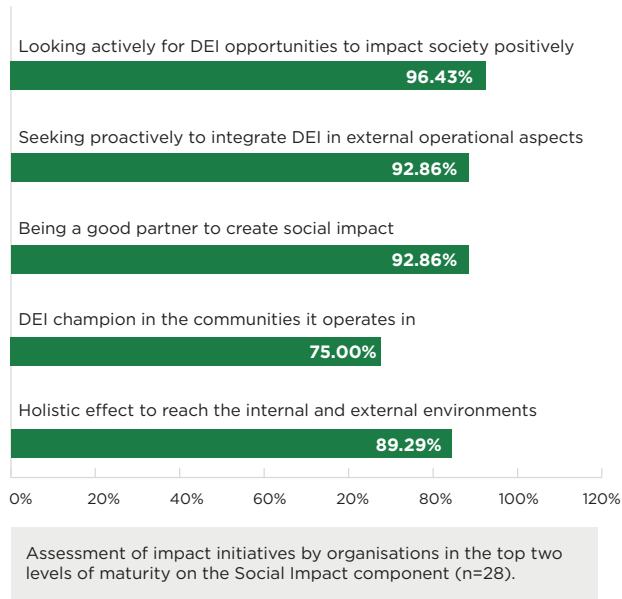 Looking actively for DEI opportunities to impact society positively
96.43%
Seeking proactively to integrate DEI in external operational aspects
92.86%
Being a good partner to create social impact
92.86%
DEI champion in the communities it operates in
75.00%
Holistic effect to reach the internal and external environments
89.29%
0% 20% 40% 60% 20% 80% 100% 120%
Assessment of impact initiatives by organisations in the top two
levels of maturity on the Social Impact component (n=28).